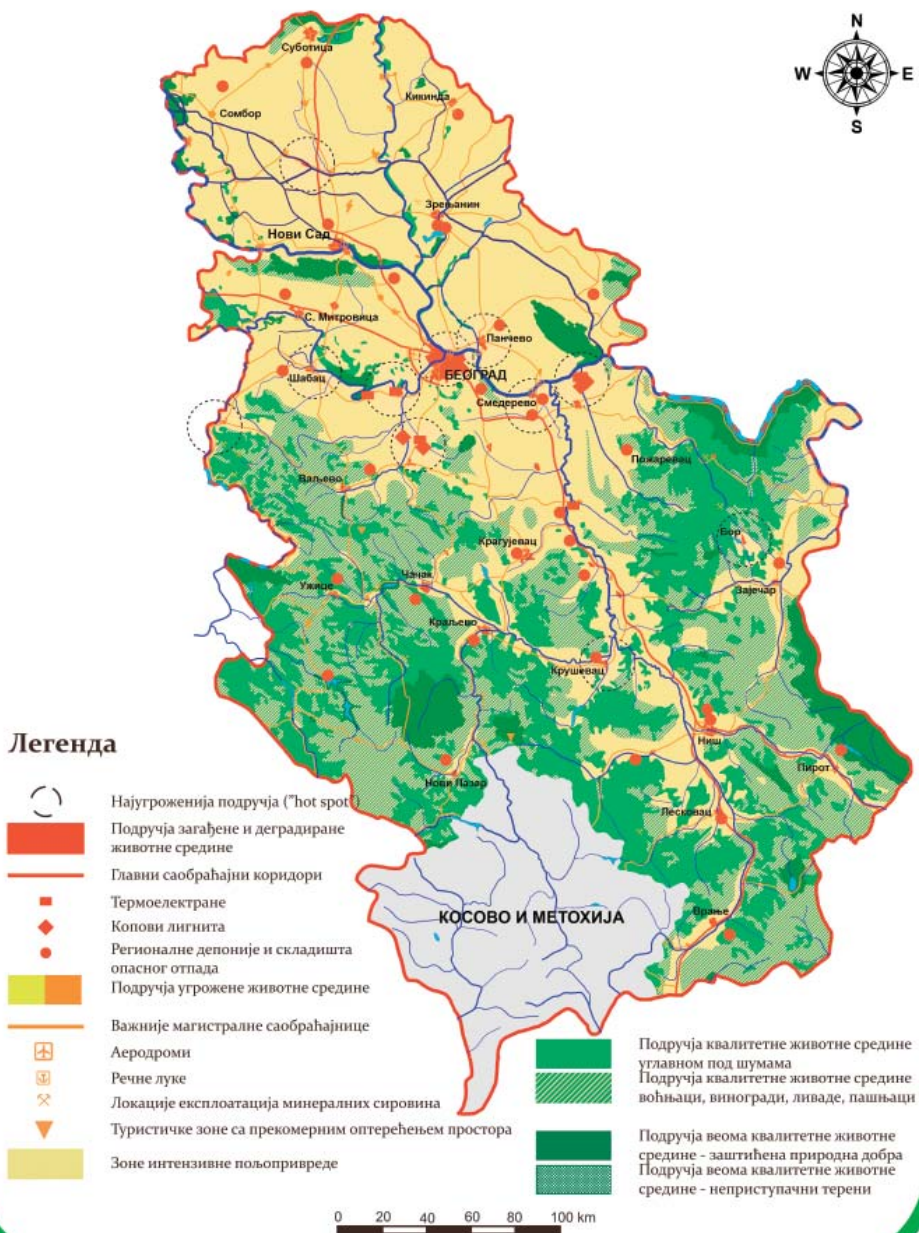 N
W E
S
Суботица
Кикинда
Сомбор
Зрењанин
Нови Сад
С. Митровица
Панчево
БЕОГРАД
Шабац
Смедерево
Пожаревац
Ваљево
Бор
Крагујевац
Зајечар
Ужице
Чачак
Краљево
Крушевац
Ниш
Пирот
Нови Пазар
Лесковац
КОСОВО И МЕТОХИЈА
Врање
Легенда
Најугроженија подручја ("hot spot")
Подручја загађене и деградиране
животне средине
Главни саобраћајни коридори
Термоелектране
Копови лигнита
Регионалне депоније и складишта
опасног отпада
Подручја угрожене животне средине
Важније магистралне саобраћајнице
Аеродроми
Речне луке
Локације експлоатација минералних сировина
Туристичке зоне са прекомерним оптерећењем простора
Зоне интензивне пољопривреде
Подручја квалитетне животне средине
углавном под шумама
Подручја квалитетне животне средине
воћњаци, виногради, ливаде, пашњаци
Подручја веома квалитетне животне
средине - заштићена природна добра
Подручја веома квалитетне животне
средине - неприступачни терени
0 20 40 60 80 100 km